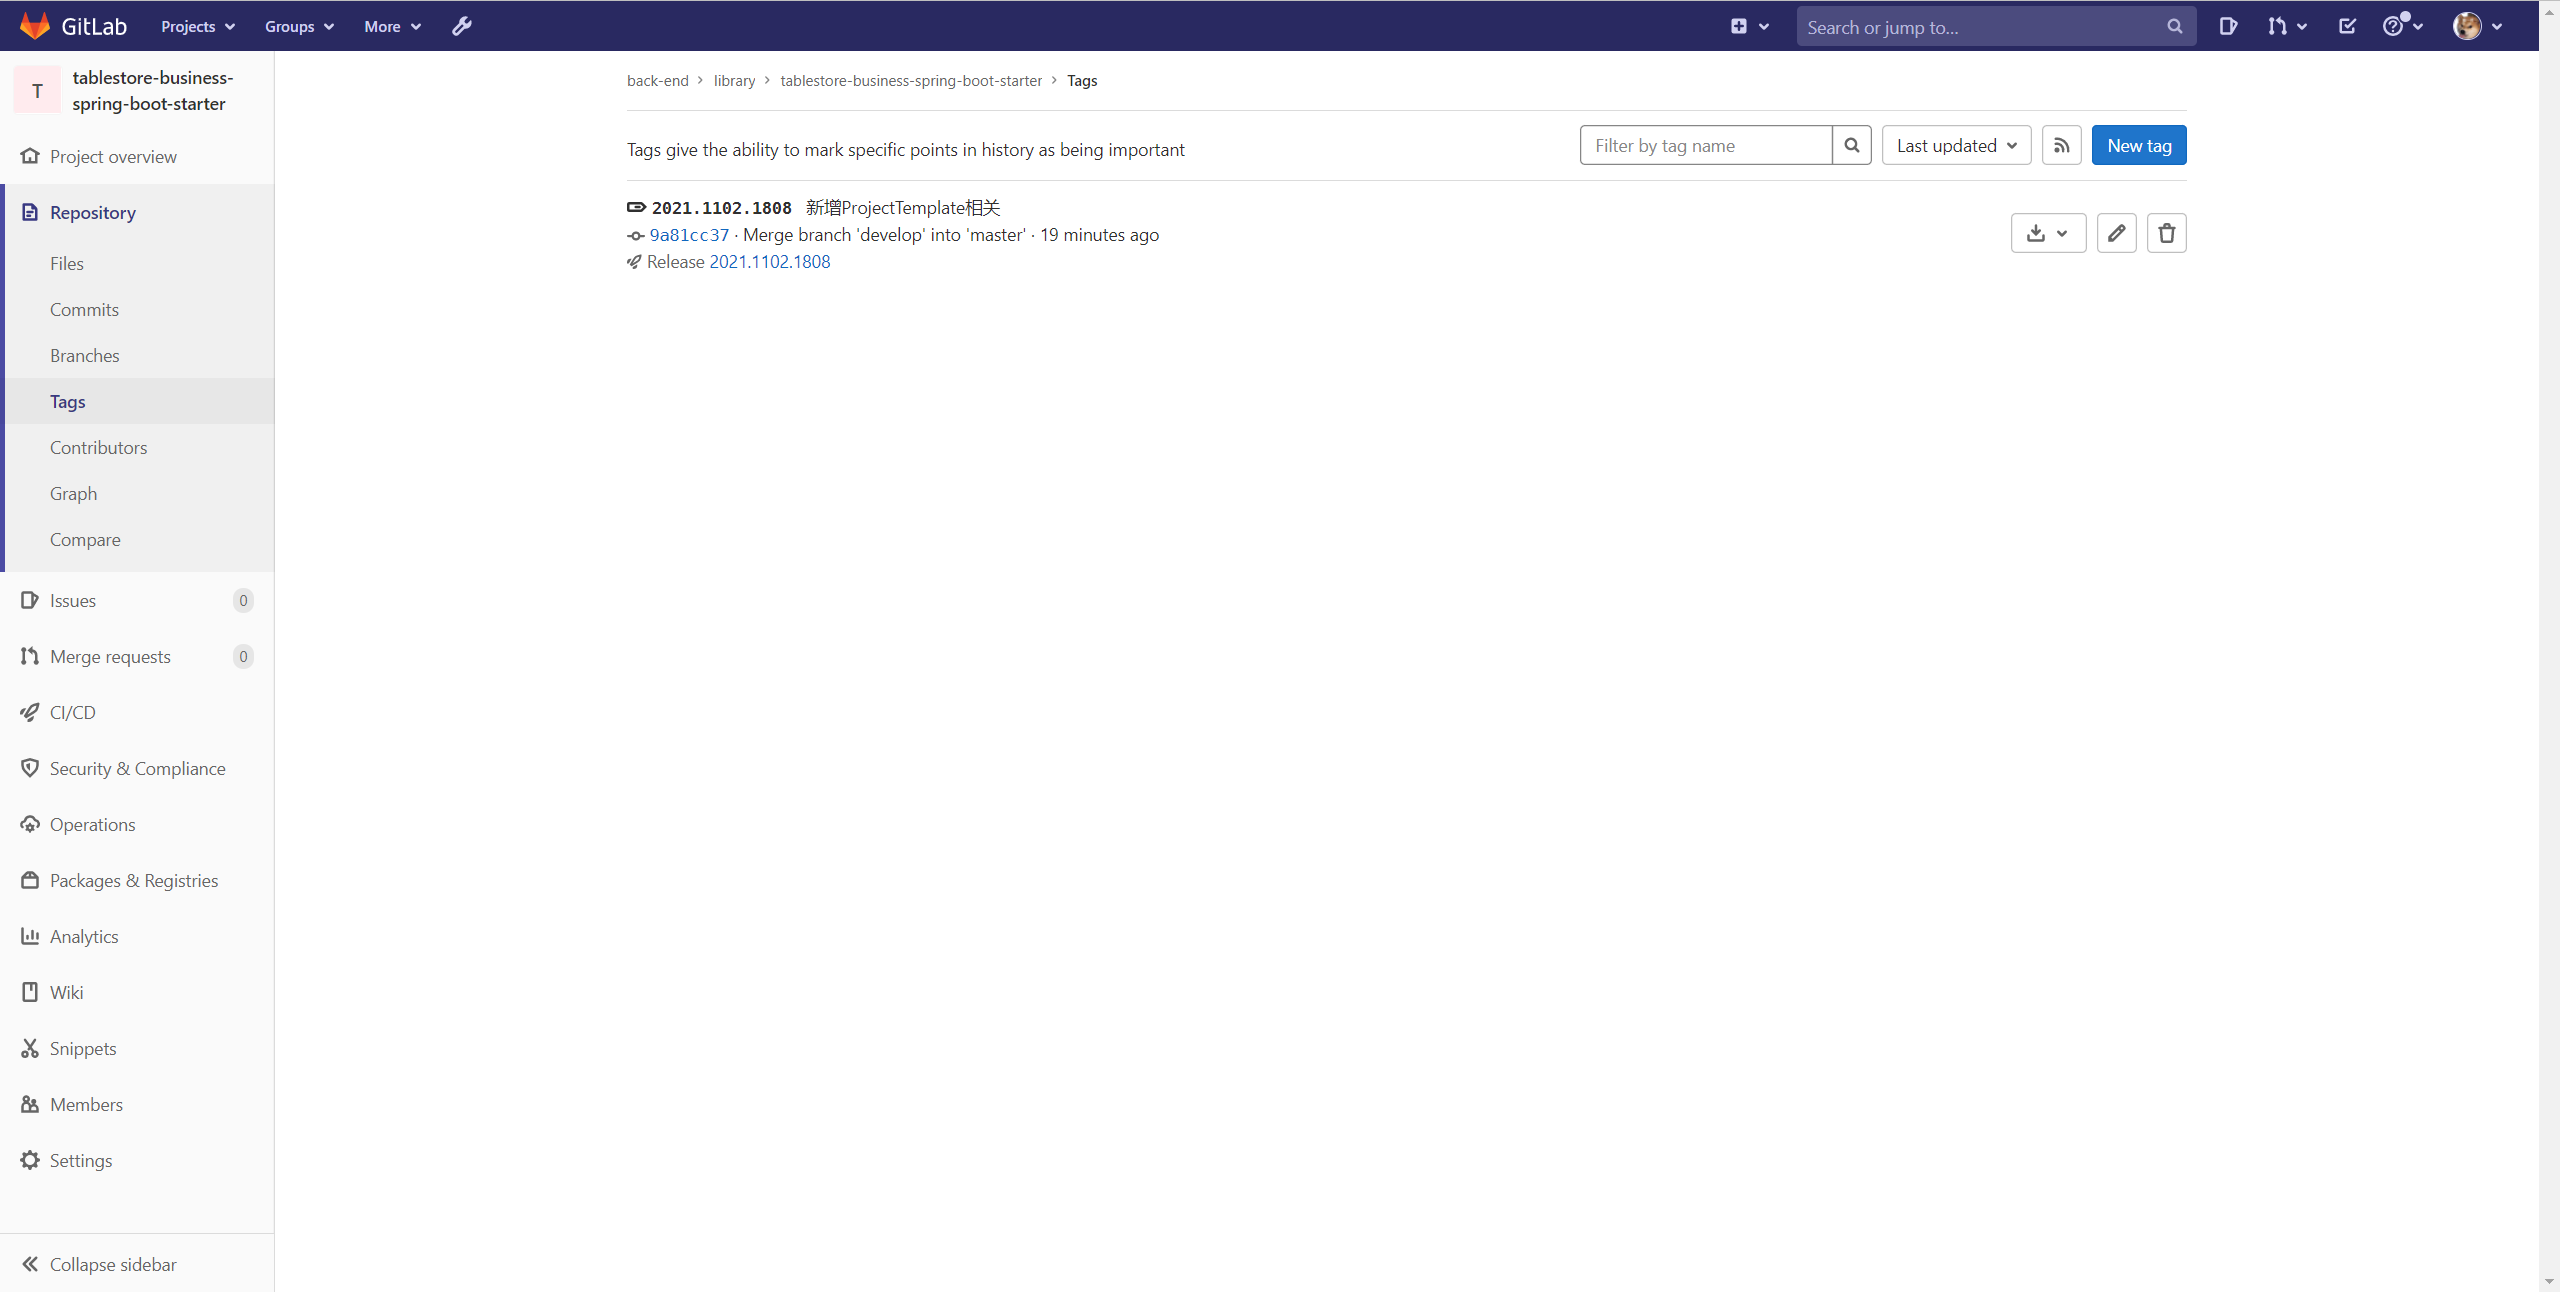 GitLab
Projects
Groups
More
Search or jump to...
T
tablestore-business-
spring-boot-starter
Project overview
Repository
Files
Commits
Branches
Tags
Contributors
Graph
Compare
Issues 0
Merge requests 0
CI/CD
Security & Compliance
Operations
Packages & Registries
Analytics
Wiki
Snippets
Members
Settings
Collapse sidebar
back-end > library > tablestore-business-spring-boot-starter > Tags
Tags give the ability to mark specific points in history as being important
Filter by tag name
Last updated
New tag
2021.1102.1808 新增ProjectTemplate相关
9a81cc37 · Merge branch 'develop' into 'master' · 19 minutes ago
Release 2021.1102.1808